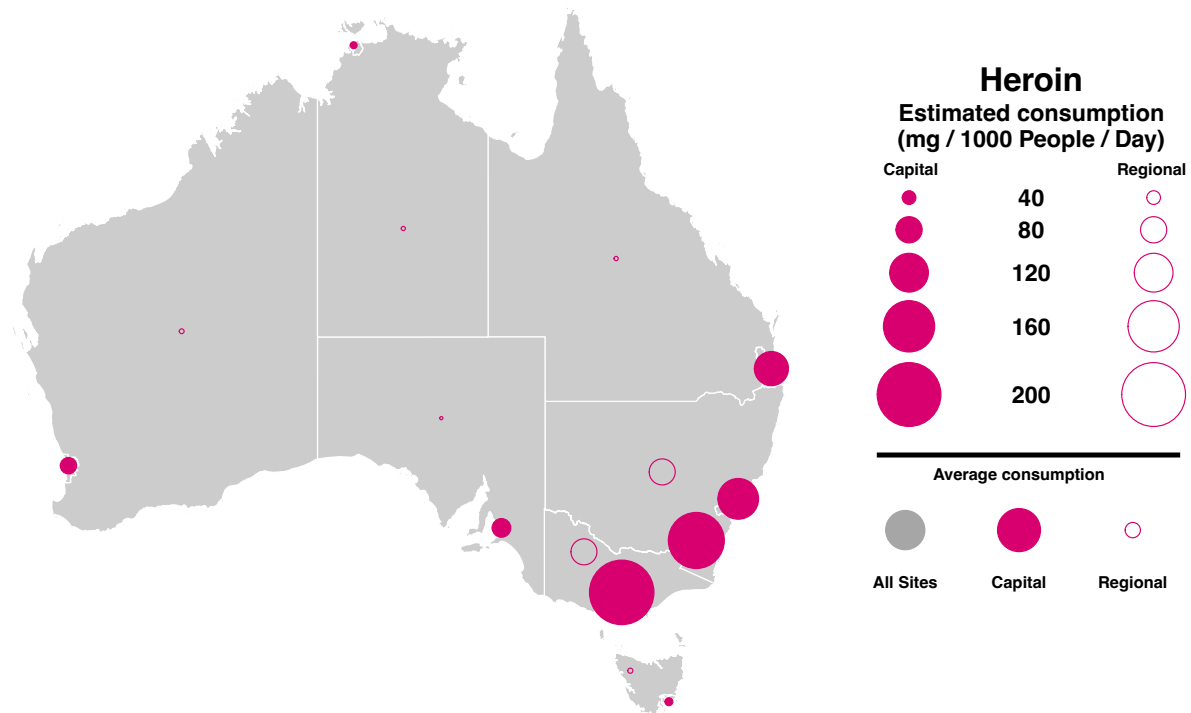 Heroin
Estimated consumption
(mg / 1000 People / Day)
Capital Regional
40
80
120
160
200
Average consumption
All Sites Capital Regional